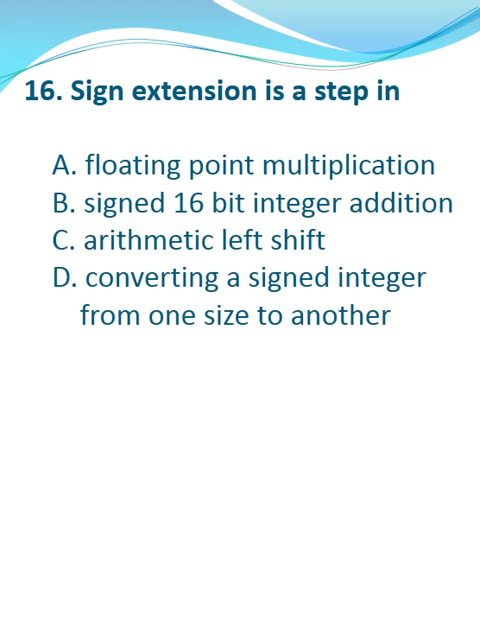 16. Sign extension is a step in
A. floating point multiplication
B. signed 16 bit integer addition
C. arithmetic left shift
D. converting a signed integer
from one size to another